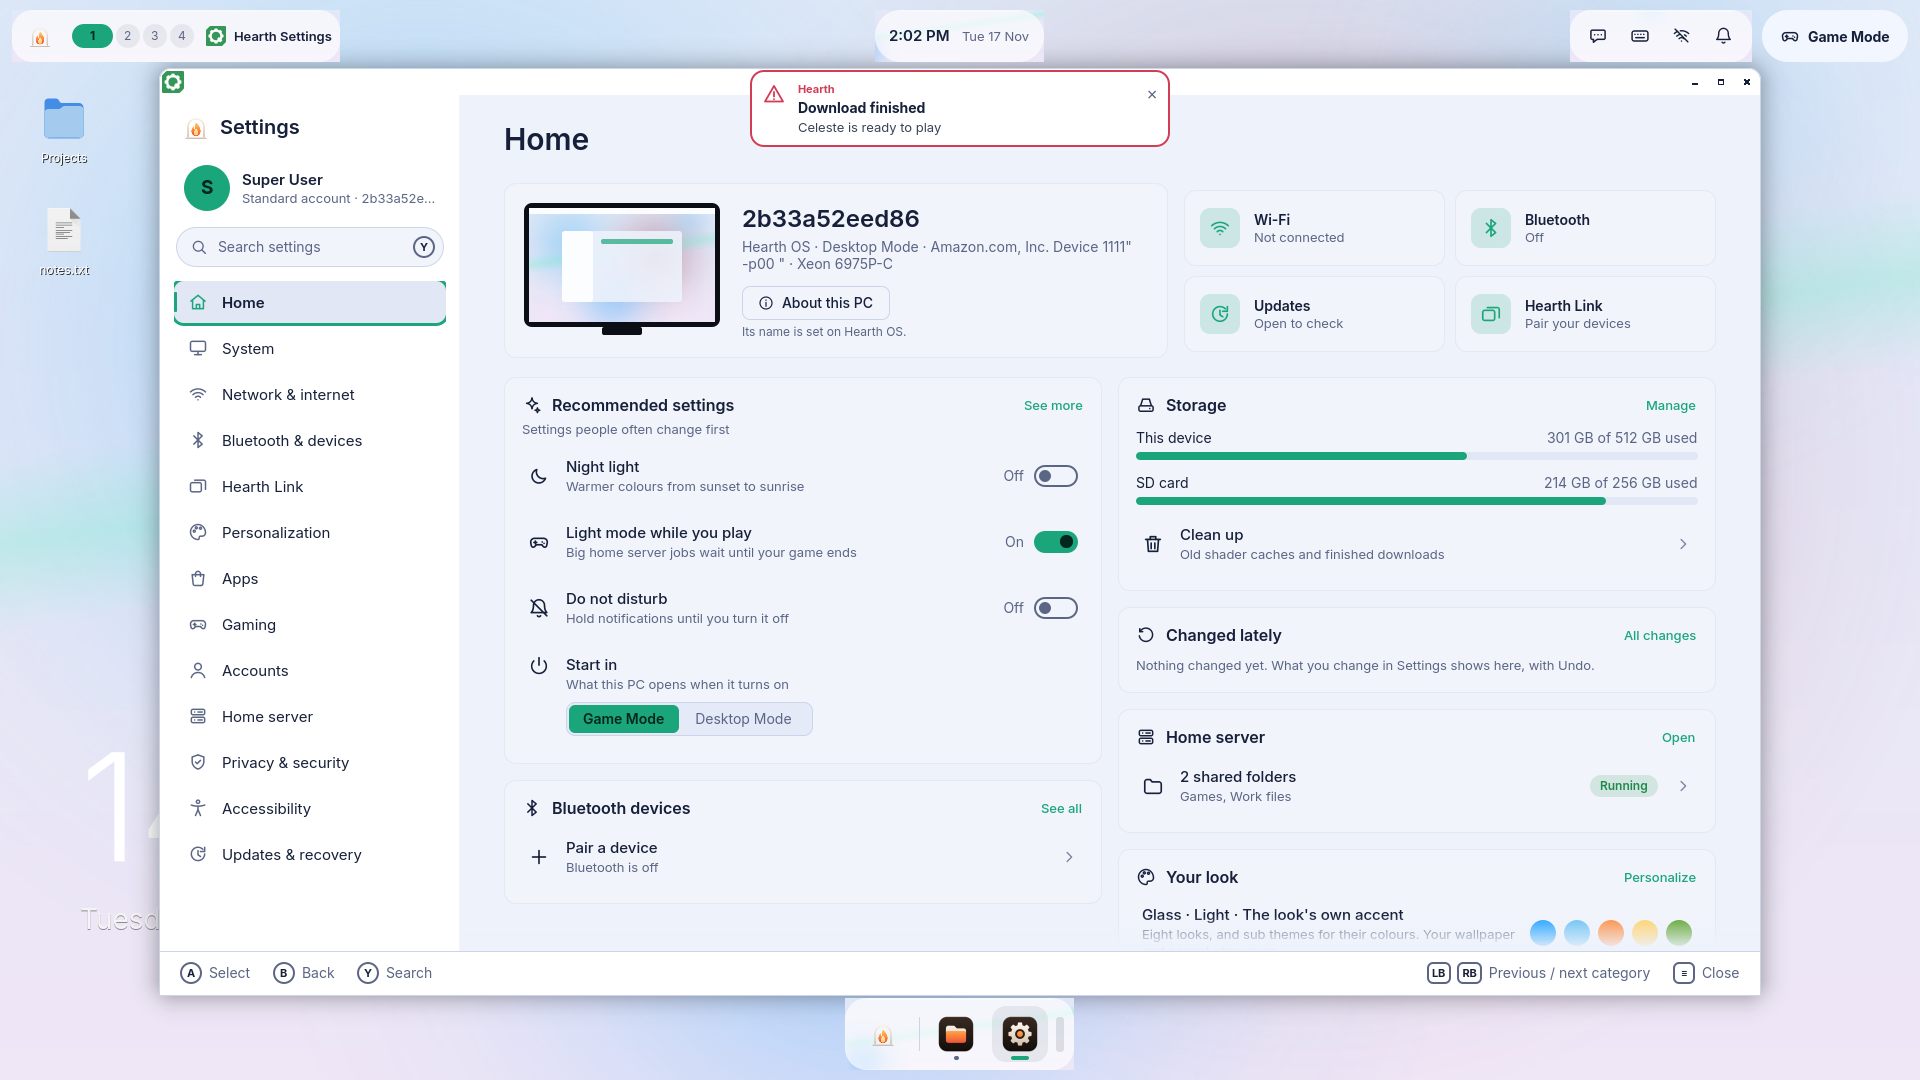 1 2 3 4 Hearth Settings
2:02 PM Tue 17 Nov
Game Mode
Projects
notes.txt
Tuesd
Hearth
Download finished
Celeste is ready to play
Settings
Super User
Standard account · 2b33a52e...
Search settings Y
Home
System
Network & internet
Bluetooth & devices
Hearth Link
Personalization
Apps
Gaming
Accounts
Home server
Privacy & security
Accessibility
Updates & recovery
Home
2b33a52eed86
Hearth OS · Desktop Mode · Amazon.com, Inc. Device 1111"
-p00 " · Xeon 6975P-C
About this PC
Its name is set on Hearth OS.
Wi-Fi
Not connected
Bluetooth
Off
Updates
Open to check
Hearth Link
Pair your devices
Recommended settings See more
Settings people often change first
Night light
Warmer colours from sunset to sunrise
Off
Light mode while you play
Big home server jobs wait until your game ends
On
Do not disturb
Hold notifications until you turn it off
Off
Start in
What this PC opens when it turns on
Game Mode Desktop Mode
Bluetooth devices See all
Pair a device
Bluetooth is off
Storage Manage
This device 301 GB of 512 GB used
SD card 214 GB of 256 GB used
Clean up
Old shader caches and finished downloads
Changed lately All changes
Nothing changed yet. What you change in Settings shows here, with Undo.
Home server Open
2 shared folders
Games, Work files
Running
Your look Personalize
Glass · Light · The look's own accent
Eight looks, and sub themes for their colours. Your wallpaper
A Select B Back Y Search
LB RB Previous / next category Close